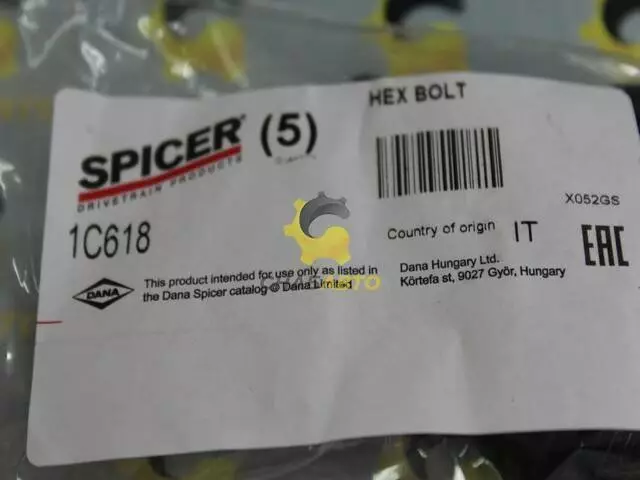 SPICER®
DRIVETRAIN PRODUCTS
(5)
HEX BOLT
X052GS
1C618
Country of origin IT
EAC
DANA
This product intended for use only as listed in
the Dana Spicer catalog @ Dana Limited
Dana Hungary Ltd.
Körtefa st, 9027 Győr, Hungary